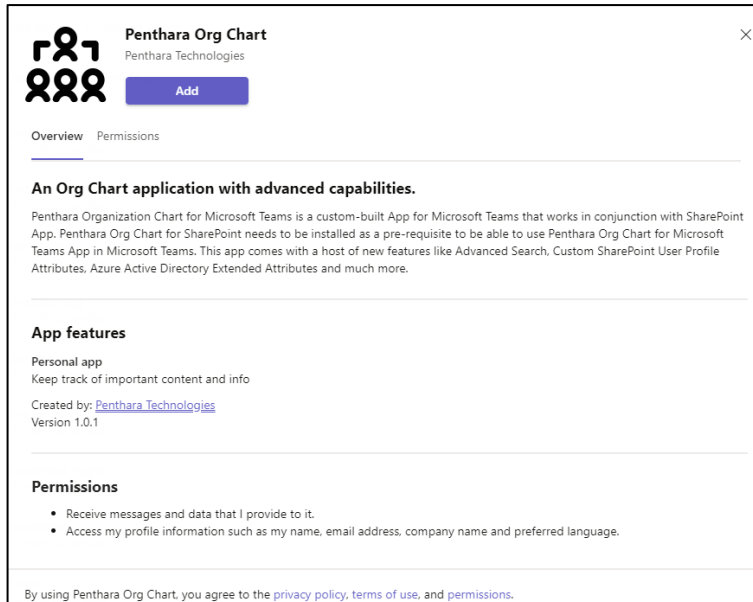 Penthara Org Chart
Penthara Technologies
Add
Overview Permissions
An Org Chart application with advanced capabilities.
Penthara Organization Chart for Microsoft Teams is a custom-built App for Microsoft Teams that works in conjunction with SharePoint
App. Penthara Org Chart for SharePoint needs to be installed as a pre-requisite to be able to use Penthara Org Chart for Microsoft
Teams App in Microsoft Teams. This app comes with a host of new features like Advanced Search, Custom SharePoint User Profile
Attributes, Azure Active Directory Extended Attributes and much more.
App features
Personal app
Keep track of important content and info
Created by: Penthara Technologies
Version 1.0.1
Permissions
• Receive messages and data that I provide to it.
• Access my profile information such as my name, email address, company name and preferred language.
By using Penthara Org Chart, you agree to the privacy policy, terms of use, and permissions.